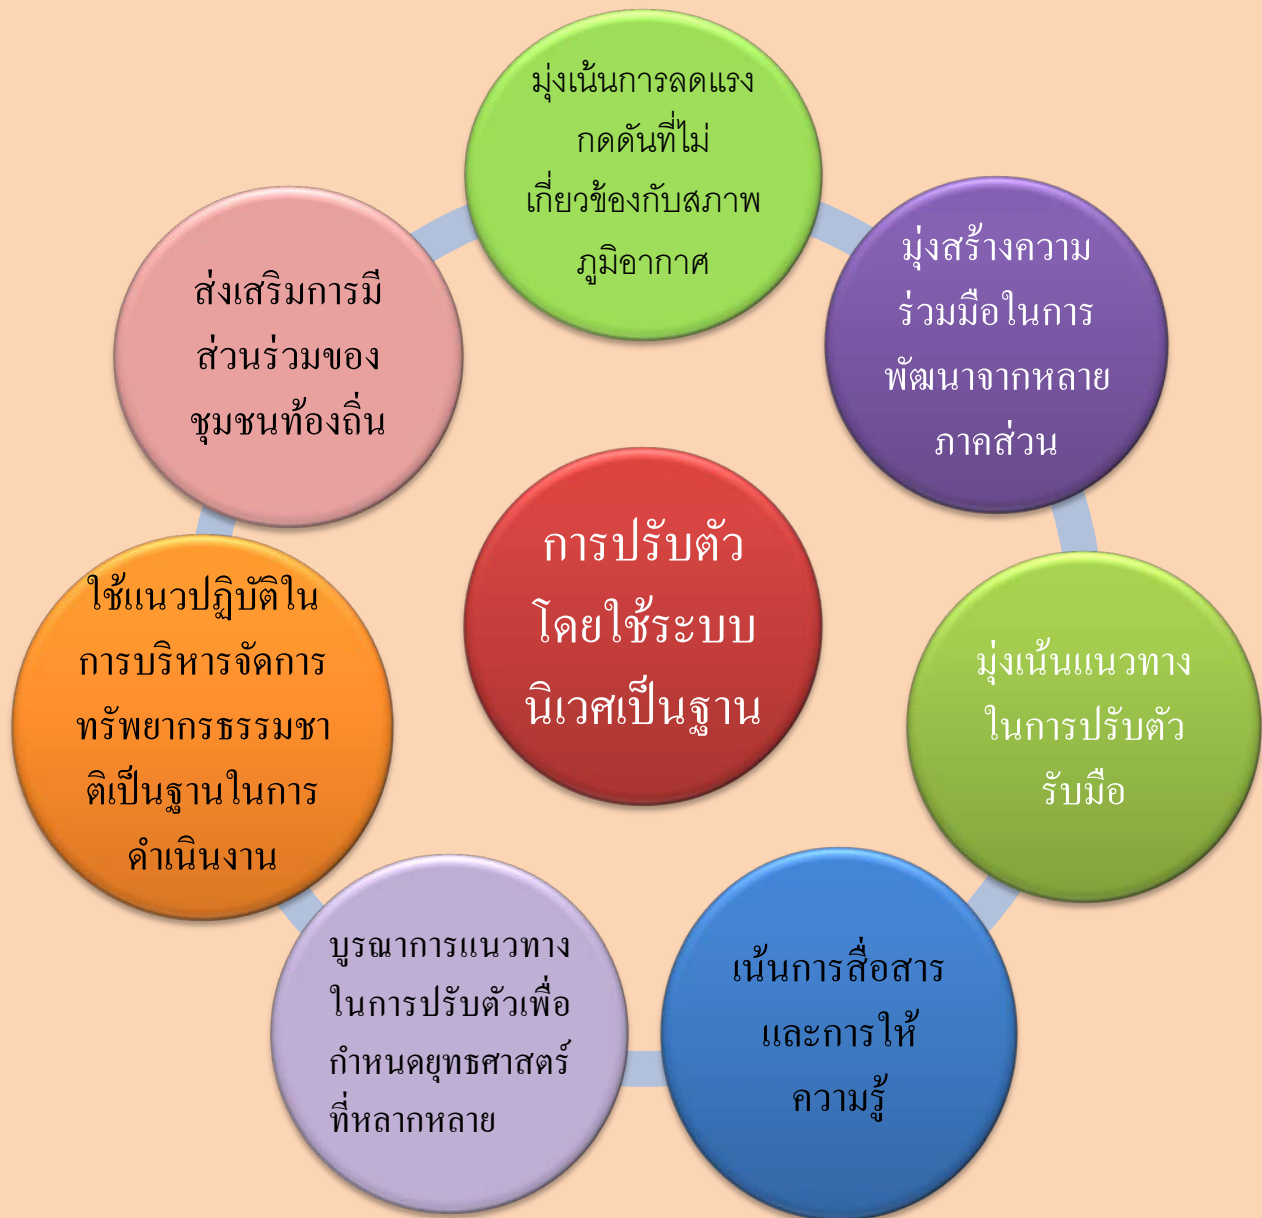 มุ่งเน้นการลดแรง
กดดันที่ไม่
เกี่ยวข้องกับสภาพ
ภูมิอากาศ
มุ่งสร้างความ
ร่วมมือในการ
พัฒนาจากหลาย
ภาคส่วน
มุ่งเน้นแนวทาง
ในการปรับตัว
รับมือ
เน้นการสื่อสาร
และการให้
ความรู้
บูรณาการแนวทาง
ในการปรับตัวเพื่อ
กำหนดยุทธศาสตร์
ที่หลากหลาย
ใช้แนวปฏิบัติใน
การบริหารจัดการ
ทรัพยากรธรรมชา
ติเป็นฐานในการ
ดำเนินงาน
ส่งเสริมการมี
ส่วนร่วมของ
ชุมชนท้องถิ่น
การปรับตัว
โดยใช้ระบบ
นิเวศเป็นฐาน